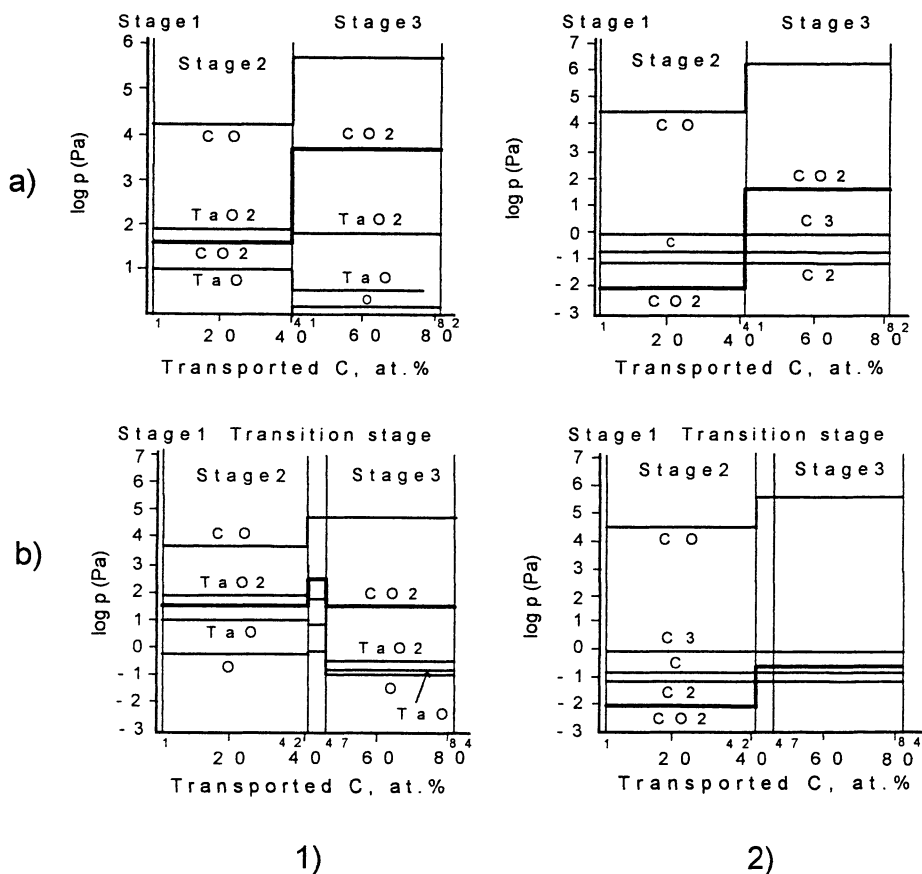 a)
Stage1 Stage3
Stage2
6
5
4
3
2
1
log p (Pa)
CO
CO2
TaO2
TaO2
CO2
TaO
TaO
O
1 20 40 41 60 80 82
Transported C, at.%
Stage1 Stage3
Stage2
7
6
5
4
3
2
1
0
-1
-2
-3
log p (Pa)
CO
CO2
C3
C
C2
CO2
1 20 40 41 60 80 82
Transported C, at.%
b)
Stage1 Transition stage
Stage2 Stage3
7
6
5
4
3
2
1
0
-1
-2
-3
log p (Pa)
CO
TaO2
CO2
TaO
TaO2
O
O
TaO
1 20 42 40 47 60 80 84
Transported C, at.%
Stage1 Transition stage
Stage2 Stage3
7
6
5
4
3
2
1
0
-1
-2
-3
log p (Pa)
CO
C3
C
C2
CO2
1 20 42 40 47 60 80 84
Transported C, at.%
1) 2)